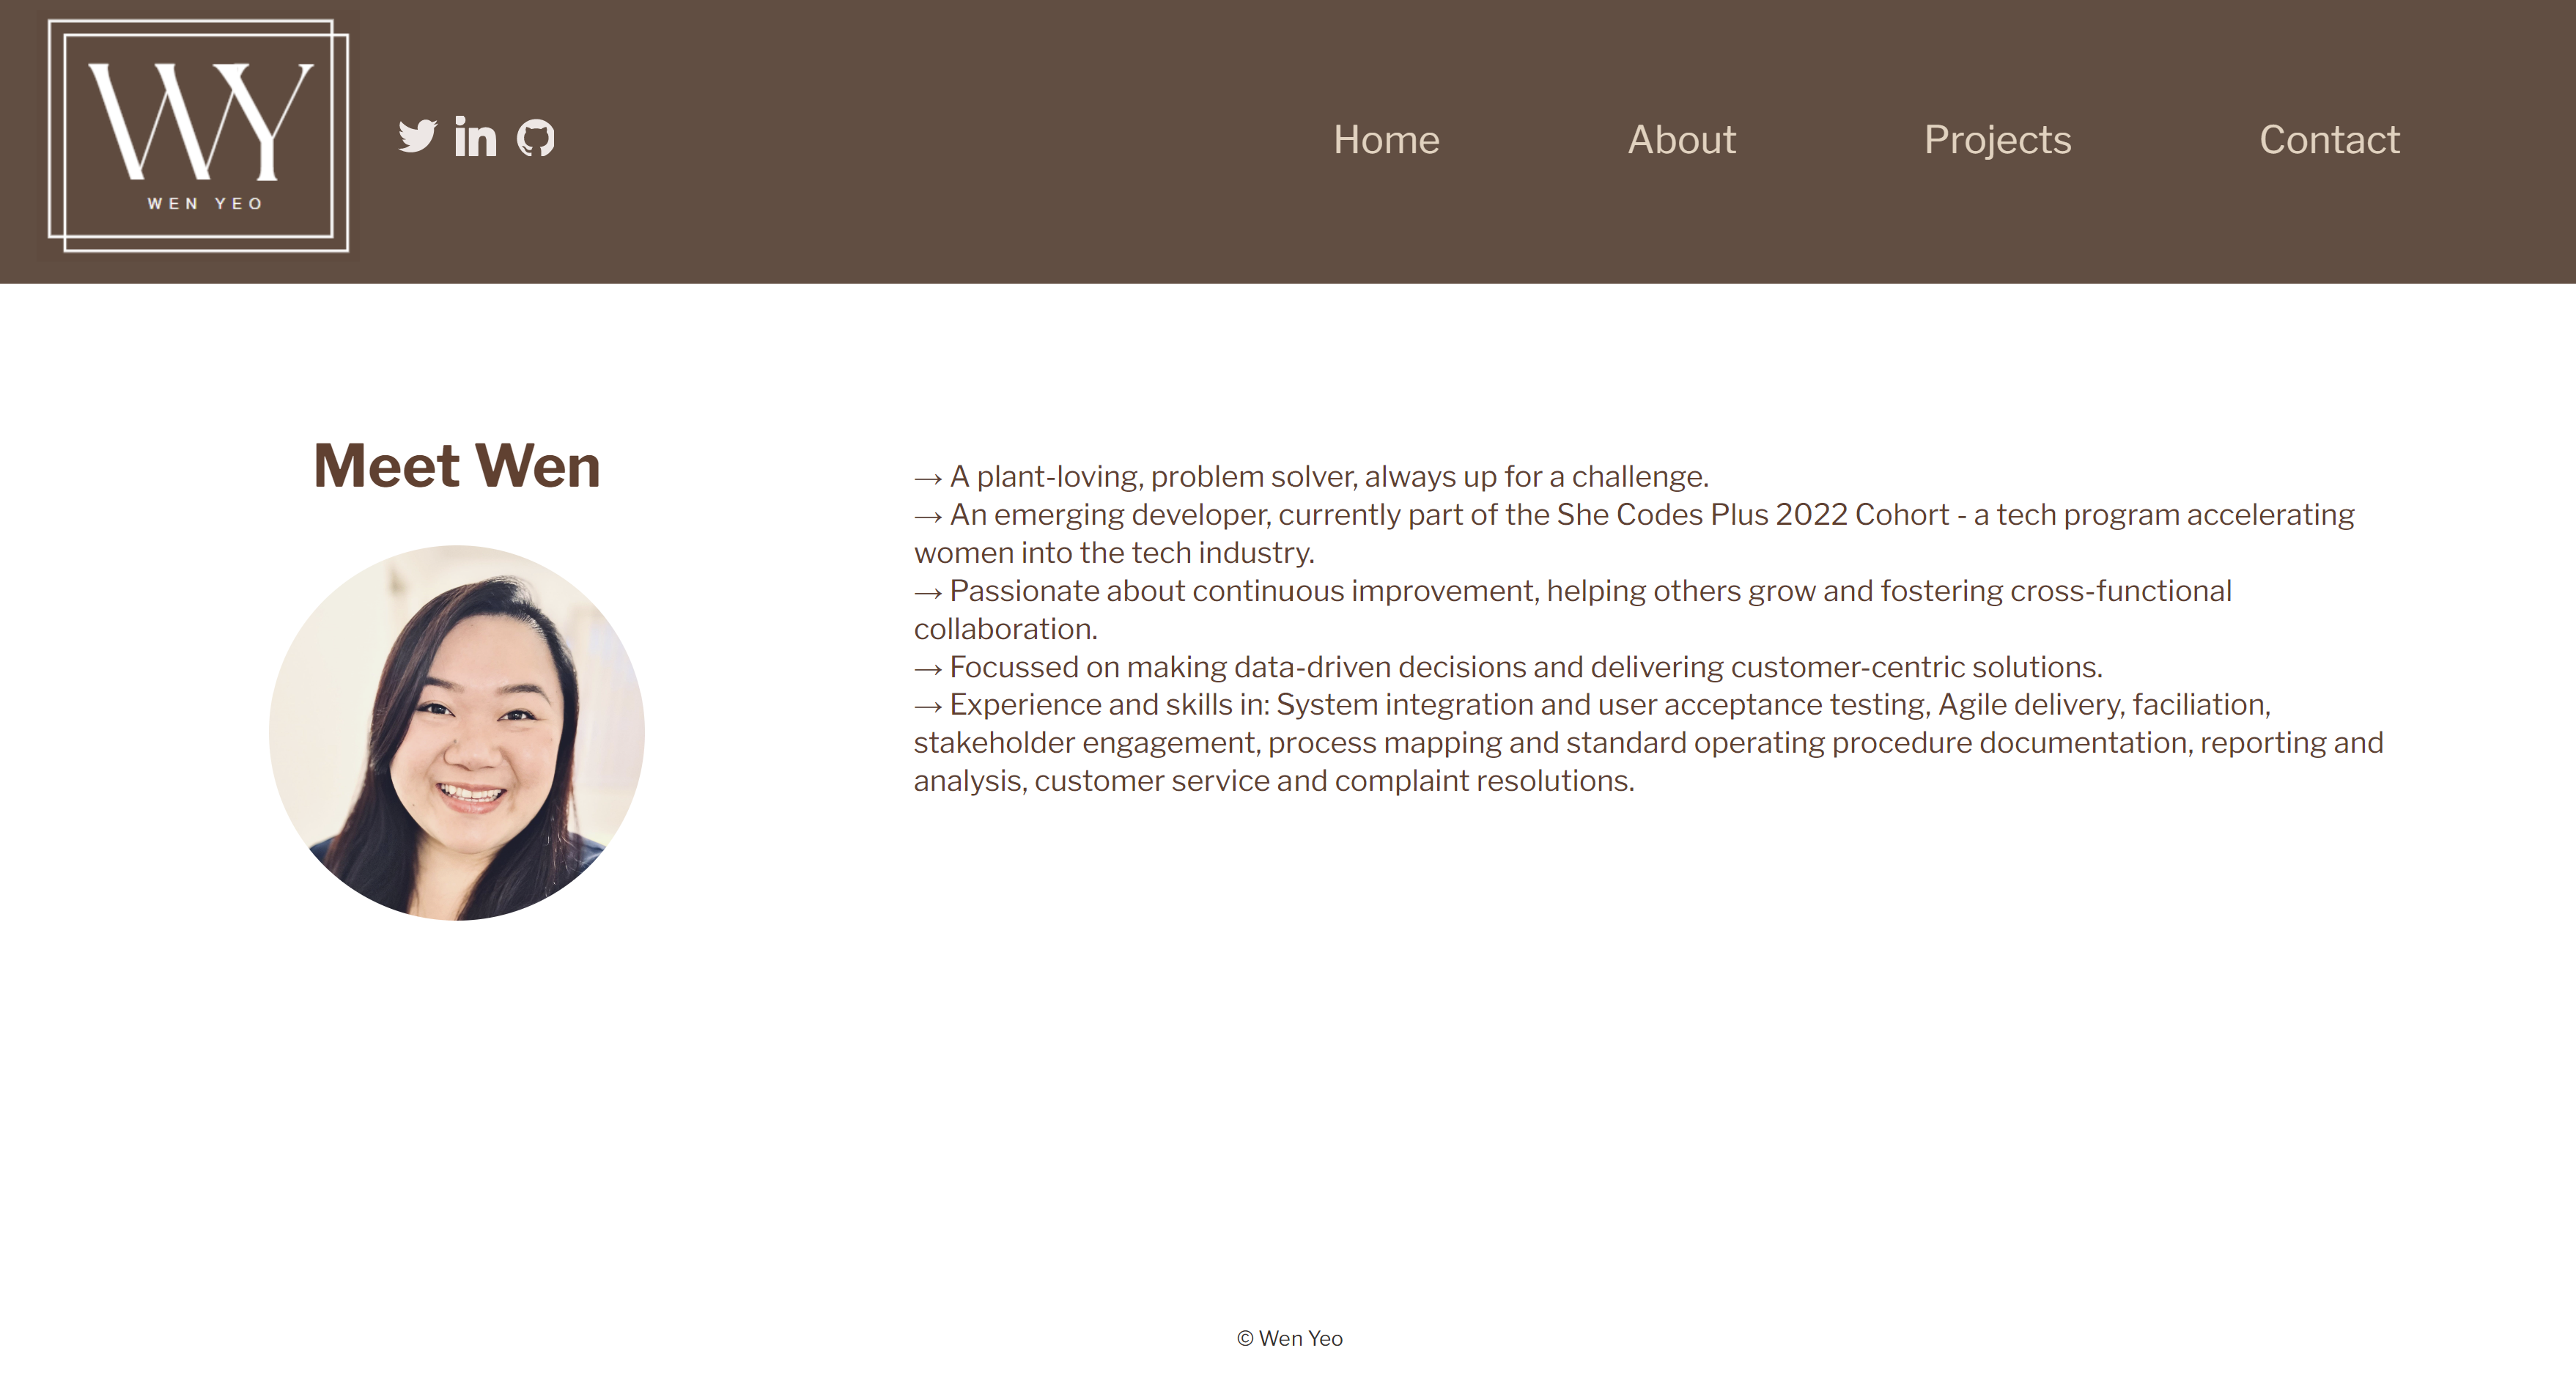 WY
WEN YEO
in
Home About Projects Contact
Meet Wen
→ A plant-loving, problem solver, always up for a challenge.
→ An emerging developer, currently part of the She Codes Plus 2022 Cohort - a tech program accelerating
women into the tech industry.
→ Passionate about continuous improvement, helping others grow and fostering cross-functional
collaboration.
→ Focussed on making data-driven decisions and delivering customer-centric solutions.
→ Experience and skills in: System integration and user acceptance testing, Agile delivery, faciliation,
stakeholder engagement, process mapping and standard operating procedure documentation, reporting and
analysis, customer service and complaint resolutions.
© Wen Yeo